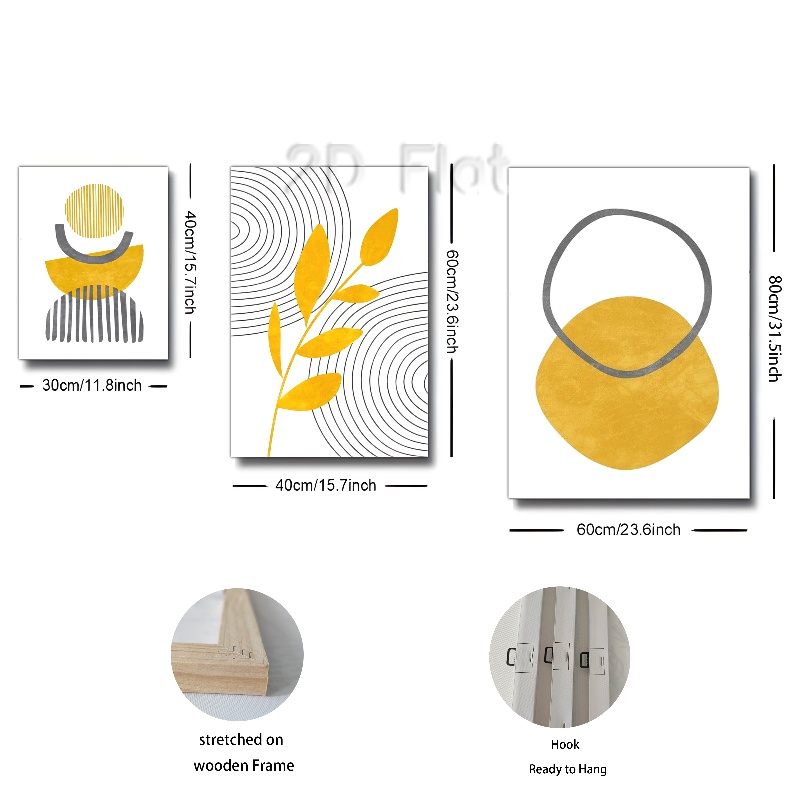 2D Flat
40cm/15.7inch
30cm/11.8inch
60cm/23.6inch
40cm/15.7inch
80cm/31.5inch
60cm/23.6inch
stretched on
wooden Frame
Hook
Ready to Hang